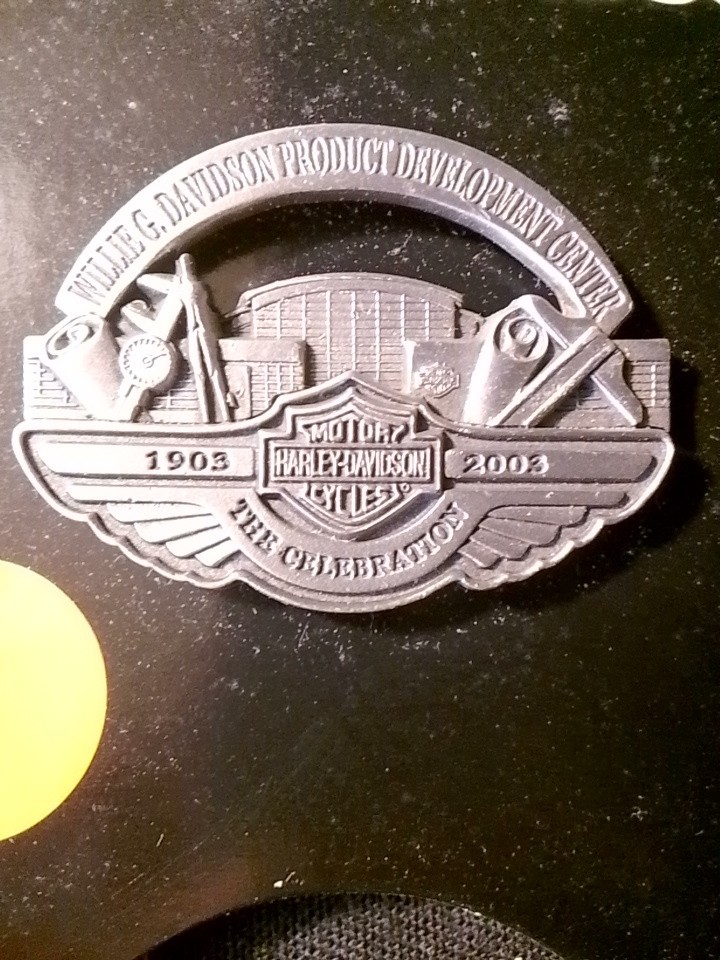 WILLIE G. DAVIDSON PRODUCT DEVELOPMENT CENTER
MOTOR
1903 HARLEY-DAVIDSON 2003
CYCLES
THE CELEBRATION